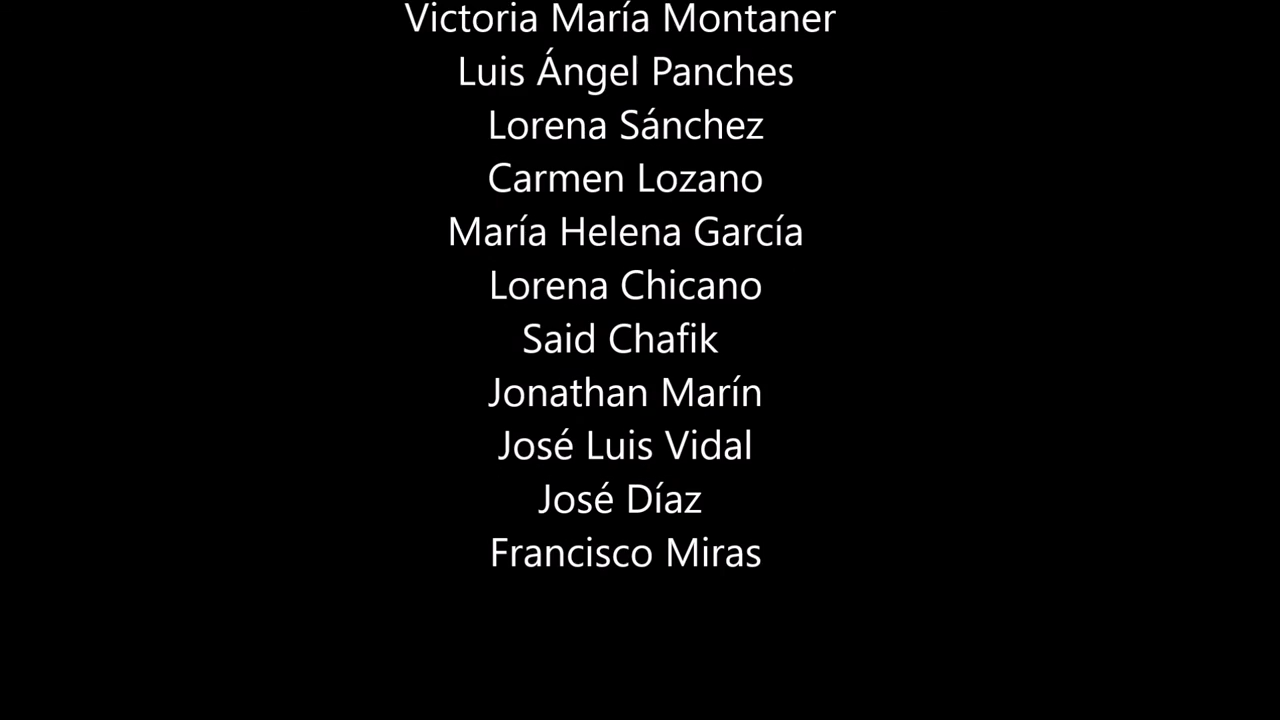 Victoria María Montaner
Luis Ángel Panches
Lorena Sánchez
Carmen Lozano
María Helena García
Lorena Chicano
Said Chafik
Jonathan Marín
José Luis Vidal
José Díaz
Francisco Miras